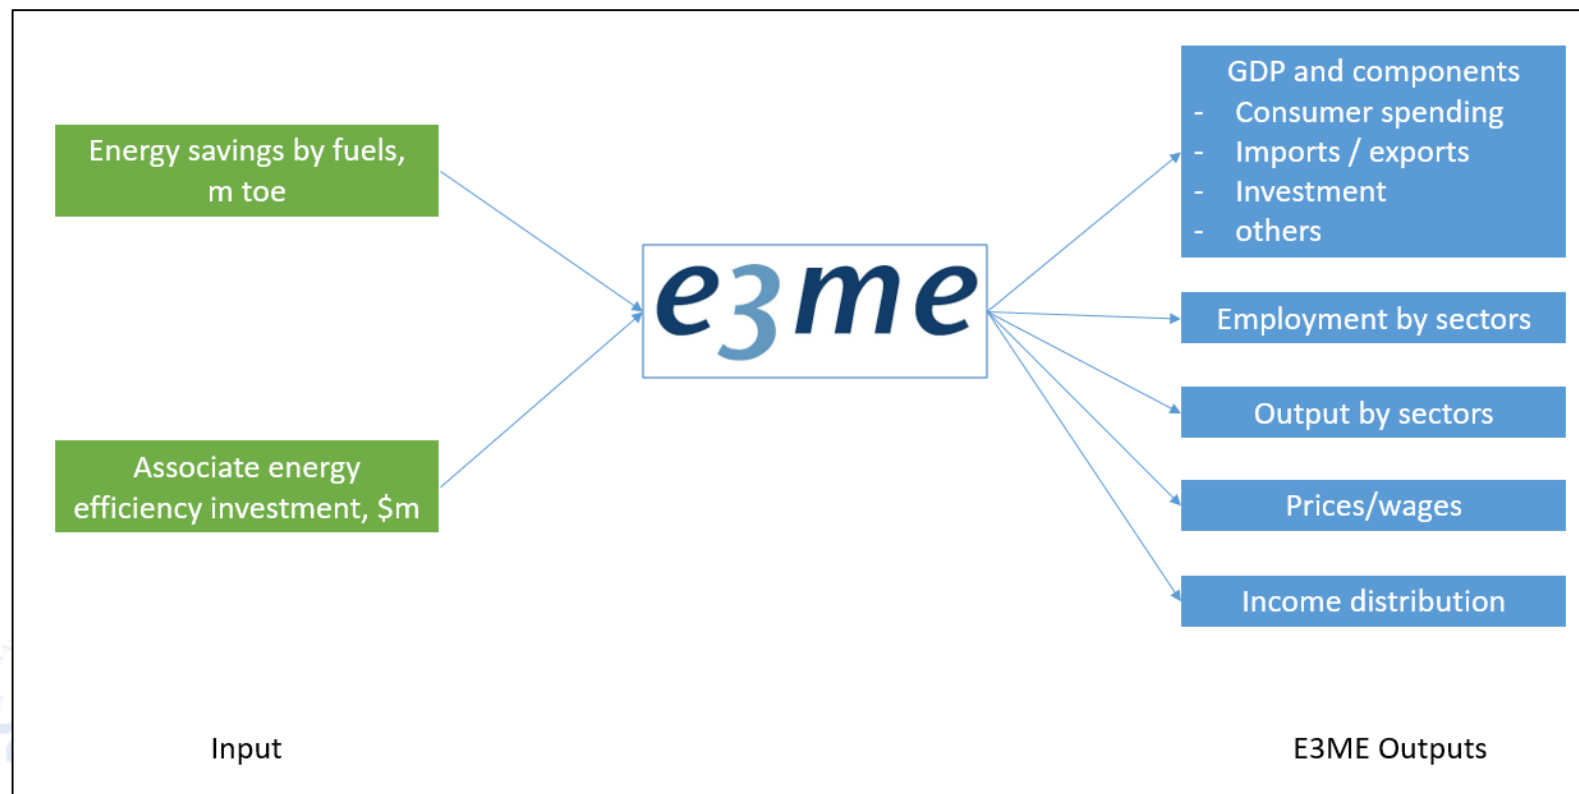 Energy savings by fuels,
m toe
Associate energy
efficiency investment, $m
Input
e3me
GDP and components
- Consumer spending
- Imports / exports
- Investment
- others
Employment by sectors
Output by sectors
Prices/wages
Income distribution
E3ME Outputs